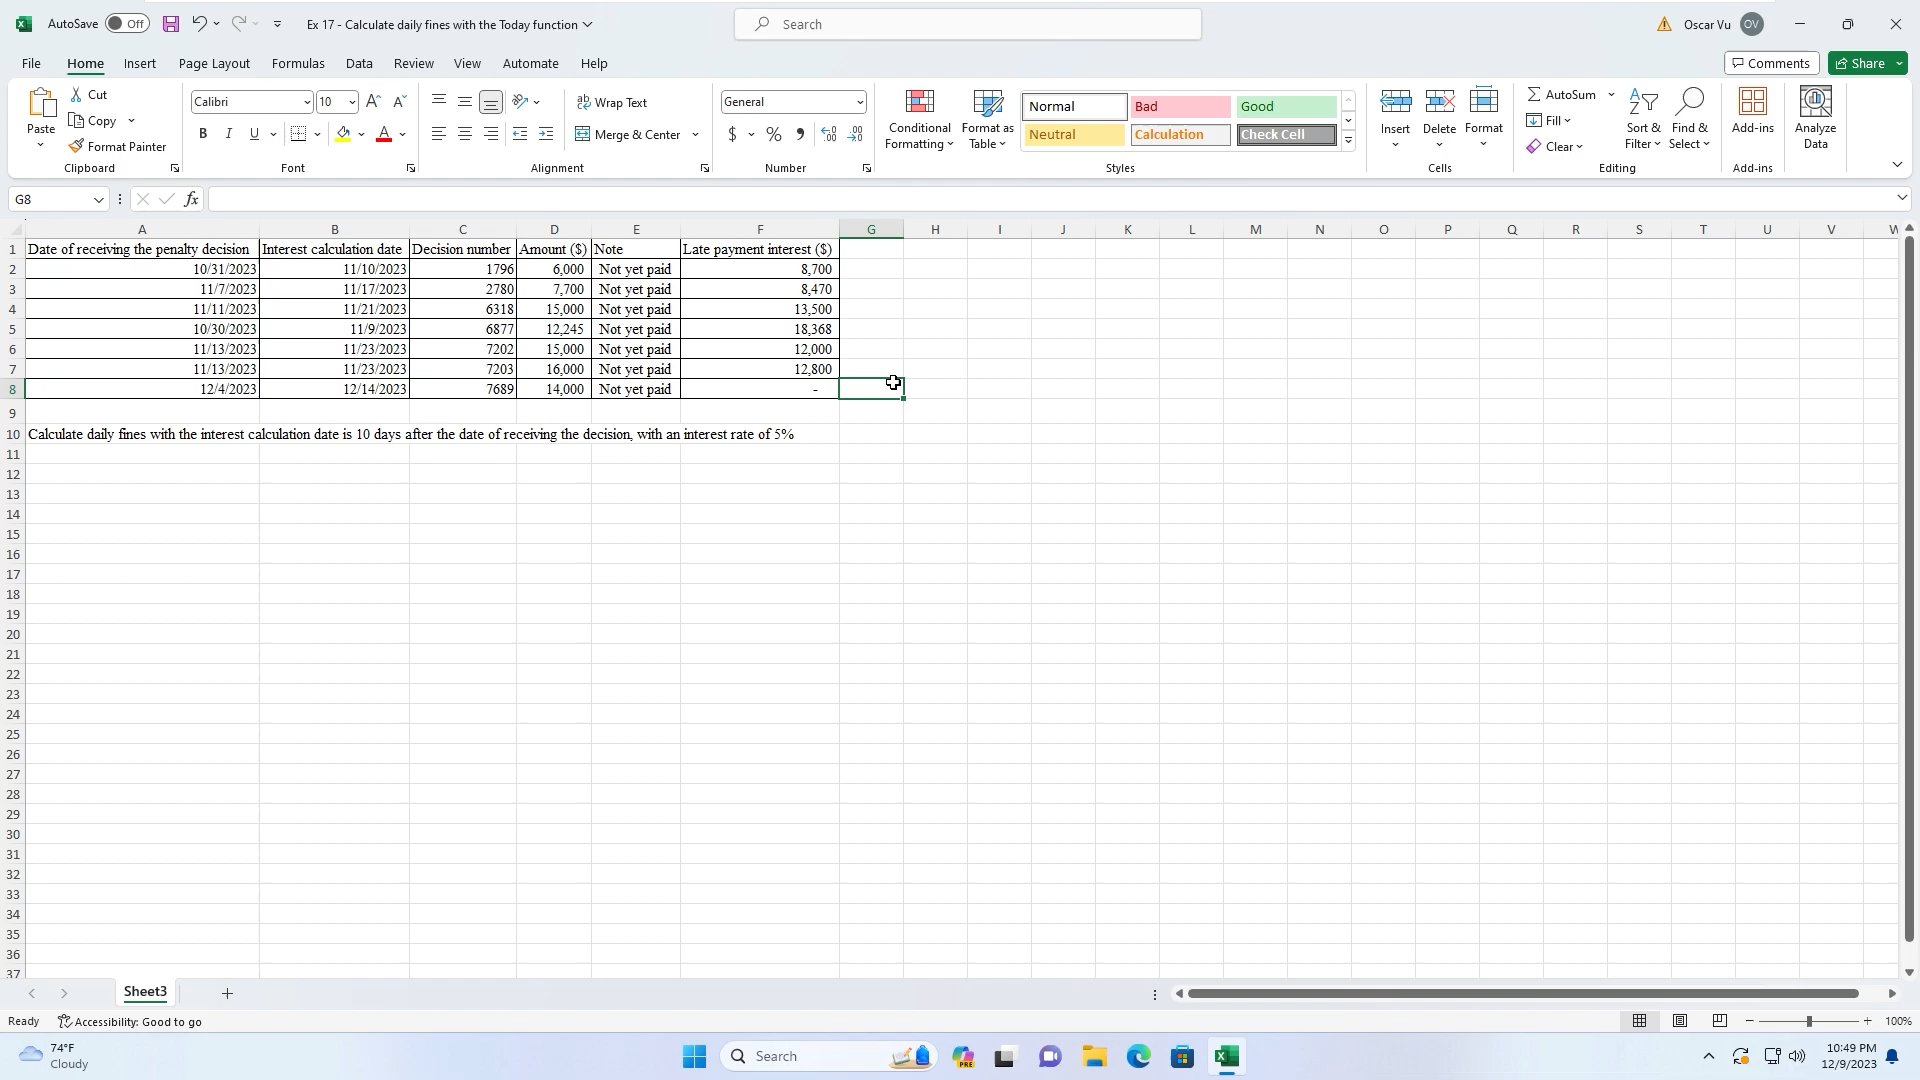 AutoSave Off Ex 17 - Calculate daily fines with the Today function Search Oscar Vu OV
File Home Insert Page Layout Formulas Data Review View Automate Help Comments Share
Paste Cut Copy Format Painter Clipboard
Calibri 10 B I U A Font
Wrap Text Merge & Center Alignment
General $ % Number
Conditional Formatting Format as Table Normal Bad Good Neutral Calculation Check Cell Styles
Insert Delete Format Cells
AutoSum Fill Clear Sort & Filter Find & Select Editing
Add-ins Add-ins
Analyze Data
G8 fx
A B C D E F G H I J K L M N O P Q R S T U V W
1 Date of receiving the penalty decision Interest calculation date Decision number Amount ($) Note Late payment interest ($)
2 10/31/2023 11/10/2023 1796 6,000 Not yet paid 8,700
3 11/7/2023 11/17/2023 2780 7,700 Not yet paid 8,470
4 11/11/2023 11/21/2023 6318 15,000 Not yet paid 13,500
5 10/30/2023 11/9/2023 6877 12,245 Not yet paid 18,368
6 11/13/2023 11/23/2023 7202 15,000 Not yet paid 12,000
7 11/13/2023 11/23/2023 7203 16,000 Not yet paid 12,800
8 12/4/2023 12/14/2023 7689 14,000 Not yet paid -
9
10 Calculate daily fines with the interest calculation date is 10 days after the date of receiving the decision, with an interest rate of 5%
11
12
13
14
15
16
17
18
19
20
21
22
23
24
25
26
27
28
29
30
31
32
33
34
35
36
37
Sheet3
Ready Accessibility: Good to go 100%
74°F Search PRE 10:49 PM
Cloudy 12/9/2023